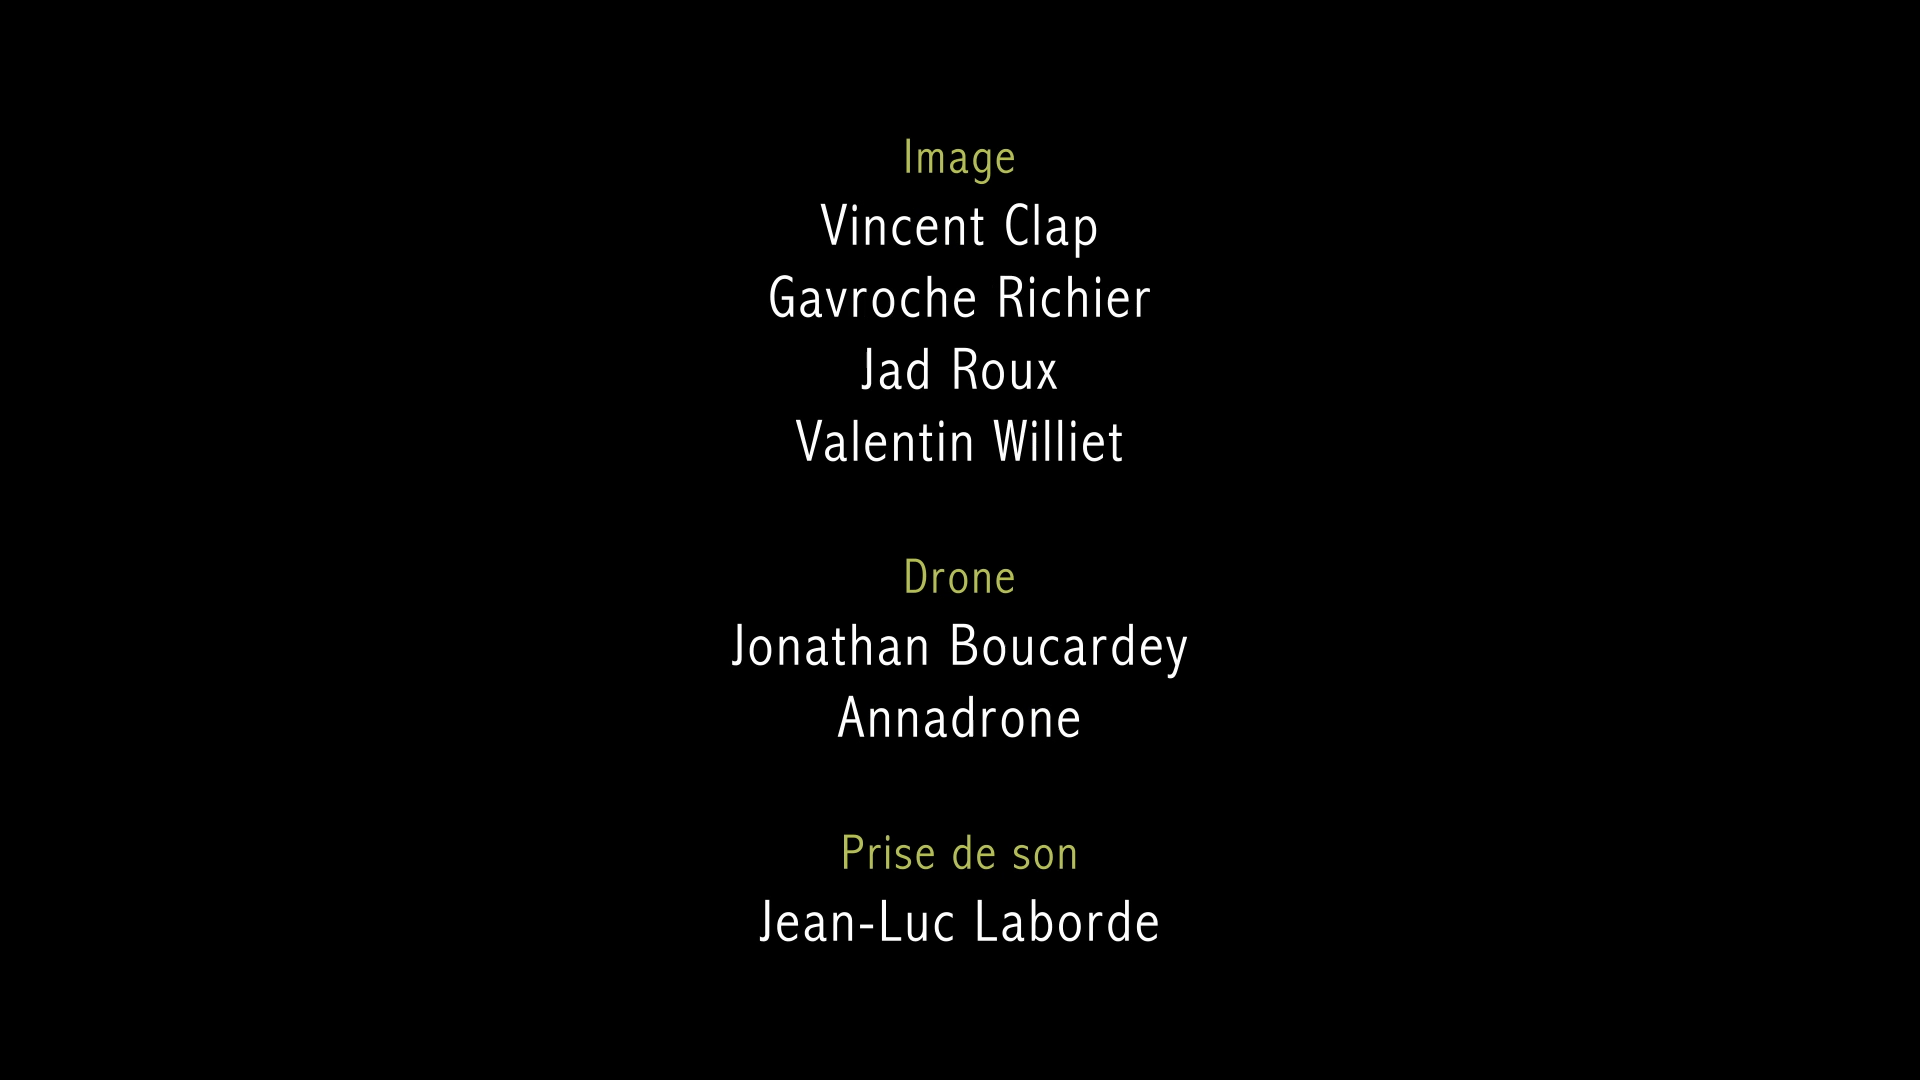 Image
Vincent Clap
Gavroche Richier
Jad Roux
Valentin Williet
Drone
Jonathan Boucardey
Annadrone
Prise de son
Jean-Luc Laborde